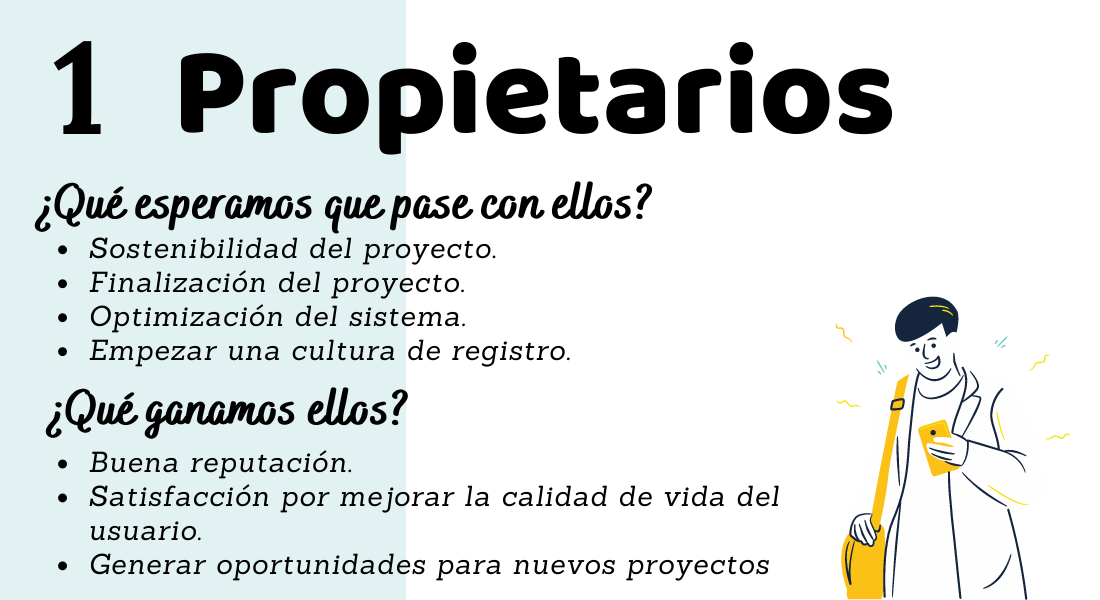 1 Propietarios
¿Qué esperamos que pase con ellos?
• Sostenibilidad del proyecto.
• Finalización del proyecto.
• Optimización del sistema.
• Empezar una cultura de registro.
¿Qué ganamos ellos?
• Buena reputación.
• Satisfacción por mejorar la calidad de vida del
usuario.
• Generar oportunidades para nuevos proyectos